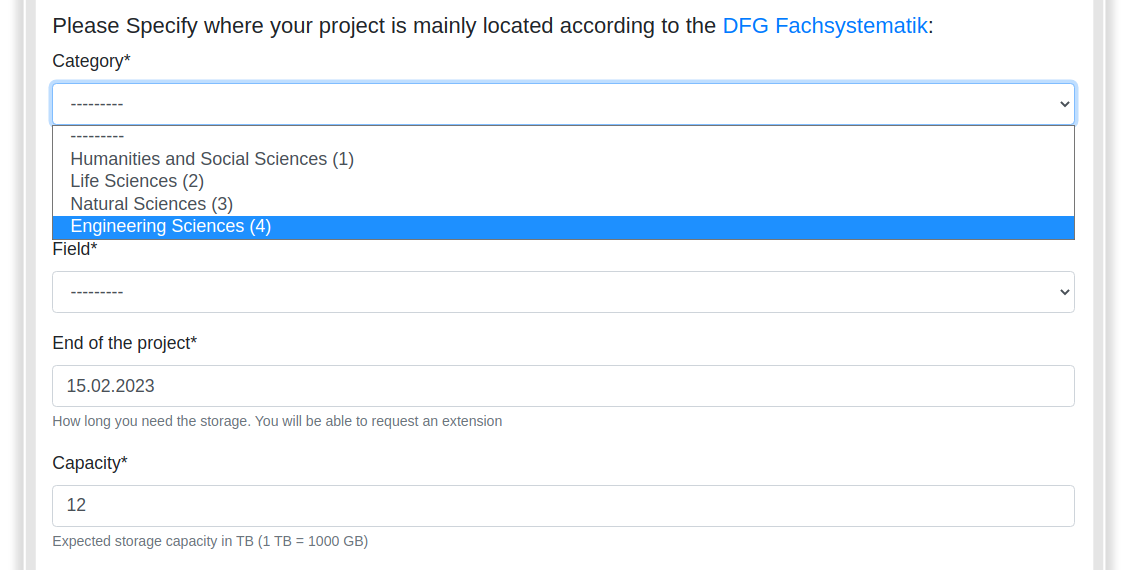 Please Specify where your project is mainly located according to the DFG Fachsystematik:
Category*
---------
---------
Humanities and Social Sciences (1)
Life Sciences (2)
Natural Sciences (3)
Engineering Sciences (4)
Field*
---------
End of the project*
15.02.2023
How long you need the storage. You will be able to request an extension
Capacity*
12
Expected storage capacity in TB (1 TB = 1000 GB)